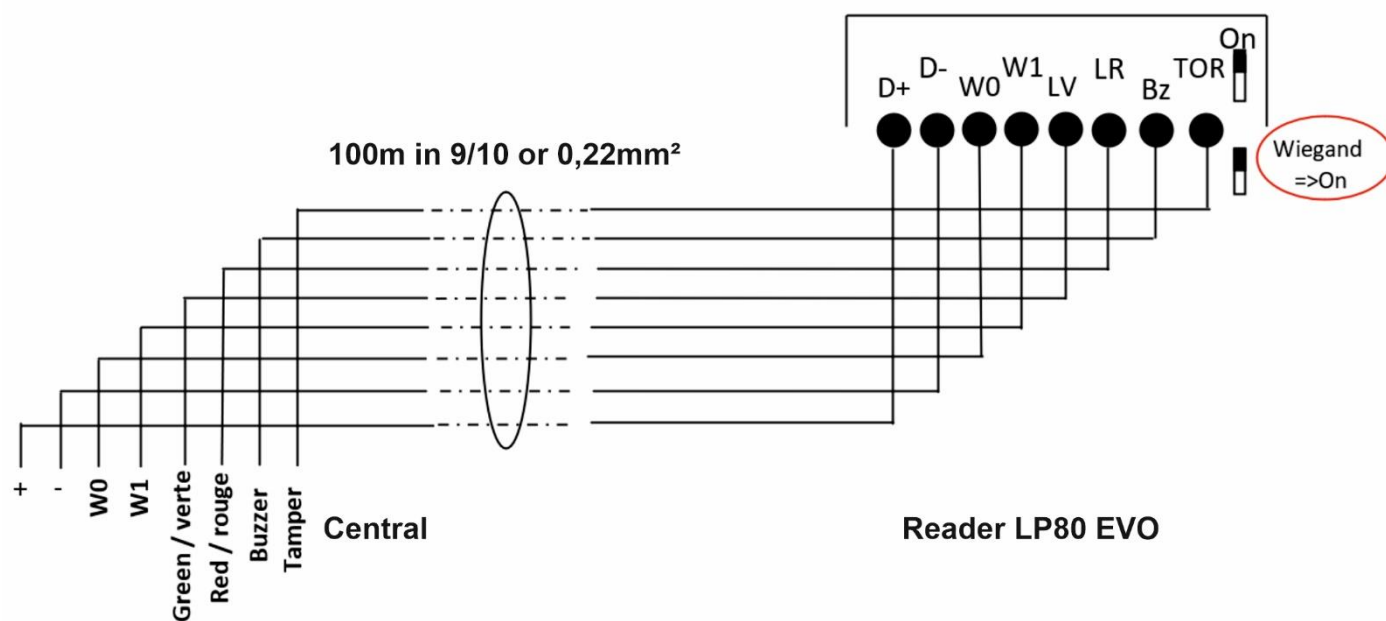 On
D+
D-
W0
W1
LV
LR
Bz
TOR
Wiegand
=>On
100m in 9/10 or 0,22mm²
+
-
W0
W1
Green / verte
Red / rouge
Buzzer
Tamper
Central
Reader LP80 EVO